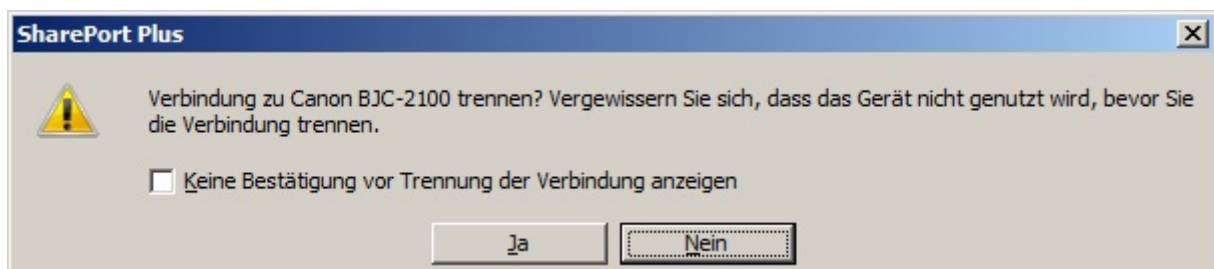 SharePort Plus
Verbindung zu Canon BJC-2100 trennen? Vergewissern Sie sich, dass das Gerät nicht genutzt wird, bevor Sie
die Verbindung trennen.
Keine Bestätigung vor Trennung der Verbindung anzeigen
Ja Nein